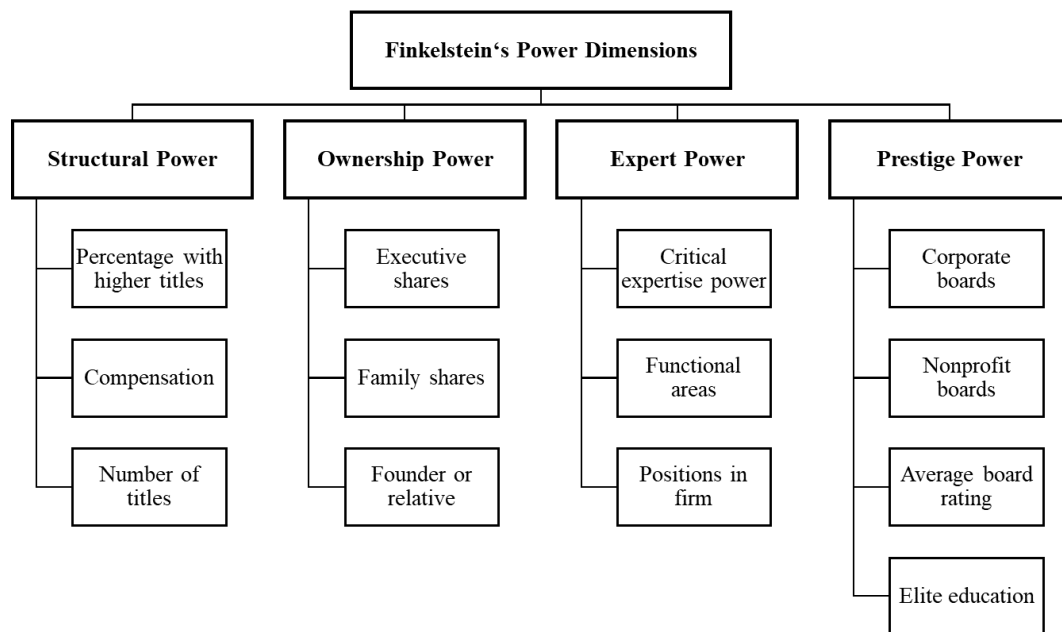 Finkelstein‘s Power Dimensions
Structural Power
Ownership Power
Expert Power
Prestige Power
Percentage with
higher titles
Compensation
Number of
titles
Executive
shares
Family shares
Founder or
relative
Critical
expertise power
Functional
areas
Positions in
firm
Corporate
boards
Nonprofit
boards
Average board
rating
Elite education